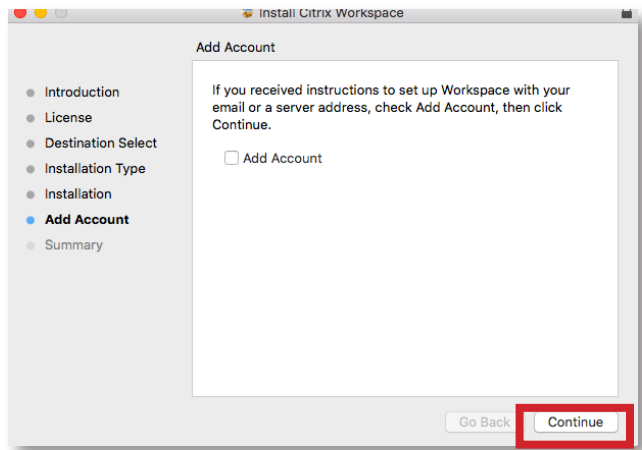 Install Citrix Workspace
Add Account
Introduction
License
Destination Select
Installation Type
Installation
Add Account
Summary
If you received instructions to set up Workspace with your
email or a server address, check Add Account, then click
Continue.
Add Account
Go Back
Continue